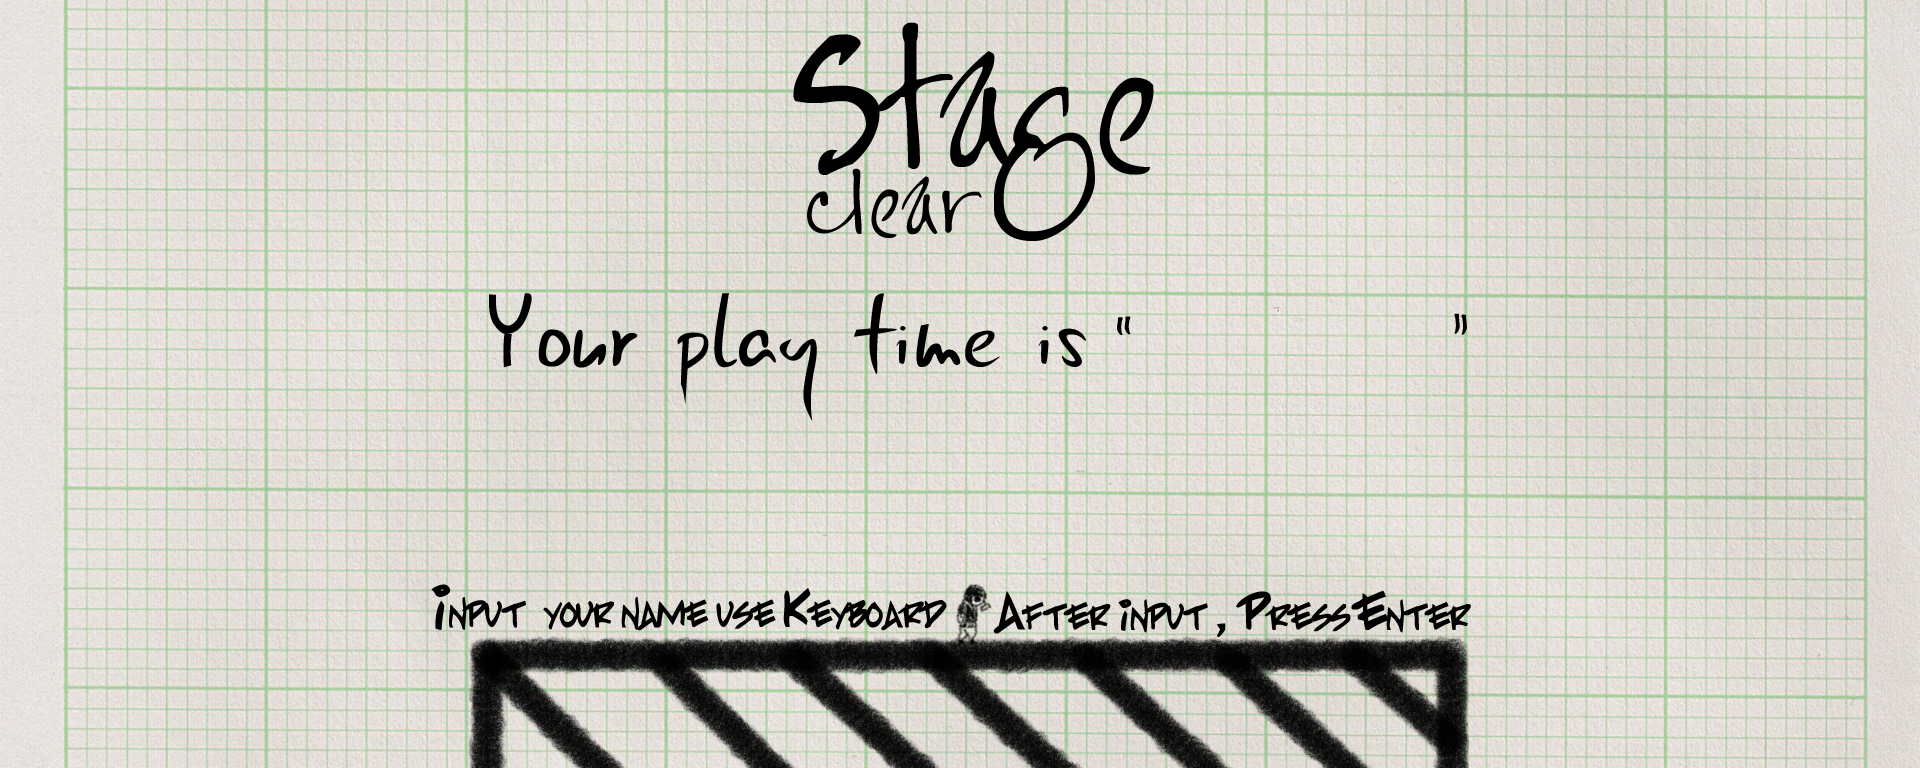 Stage
clear
Your play time is "                "
Input your name use Keyboard After input, Press Enter